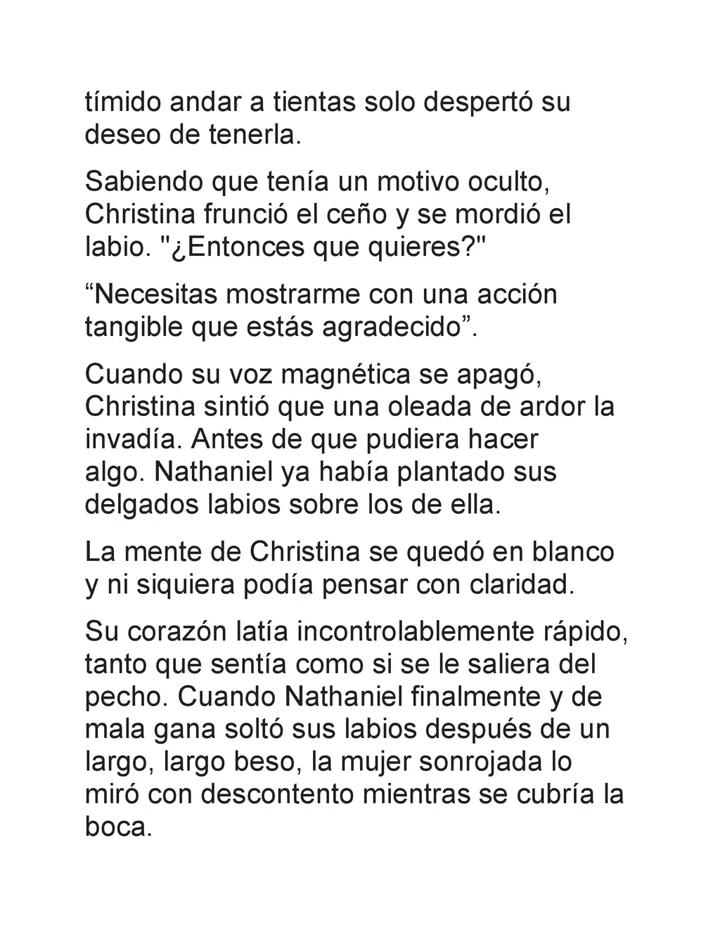 tímido andar a tientas solo despertó su
deseo de tenerla.
Sabiendo que tenía un motivo oculto,
Christina frunció el ceño y se mordió el
labio. "¿Entonces que quieres?"
“Necesitas mostrarme con una acción
tangible que estás agradecido”.
Cuando su voz magnética se apagó,
Christina sintió que una oleada de ardor la
invadía. Antes de que pudiera hacer
algo. Nathaniel ya había plantado sus
delgados labios sobre los de ella.
La mente de Christina se quedó en blanco
y ni siquiera podía pensar con claridad.
Su corazón latía incontrolablemente rápido,
tanto que sentía como si se le saliera del
pecho. Cuando Nathaniel finalmente y de
mala gana soltó sus labios después de un
largo, largo beso, la mujer sonrojada lo
miró con descontento mientras se cubría la
boca.